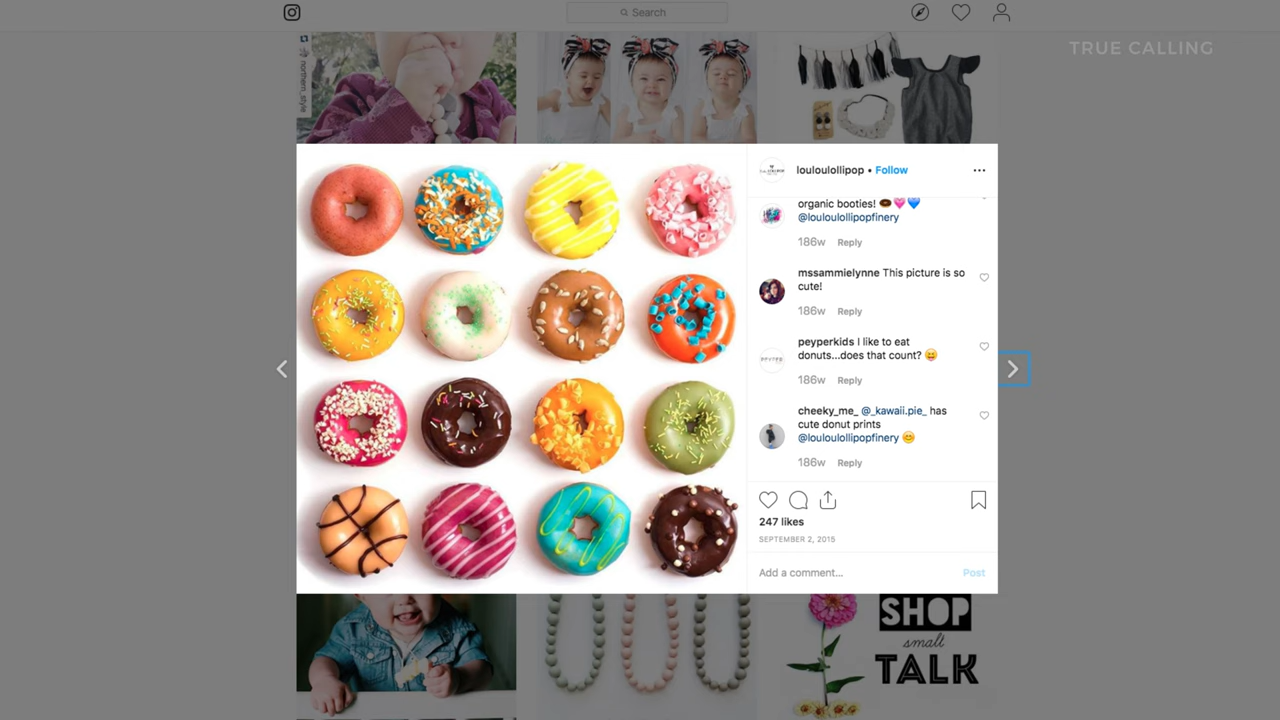 Search
TRUE CALLING
northern_style
louloulollipop • Follow
organic booties! 🍩💗💙
@louloulollipopfinery
186w Reply
mssammielynne This picture is so
cute!
186w Reply
peyperkids I like to eat
donuts...does that count? 😝
186w Reply
cheeky_me_ @_kawaii.pie_ has
cute donut prints
@louloulollipopfinery 😊
186w Reply
247 likes
SEPTEMBER 2, 2015
Add a comment... Post
SHOP
small
TALK